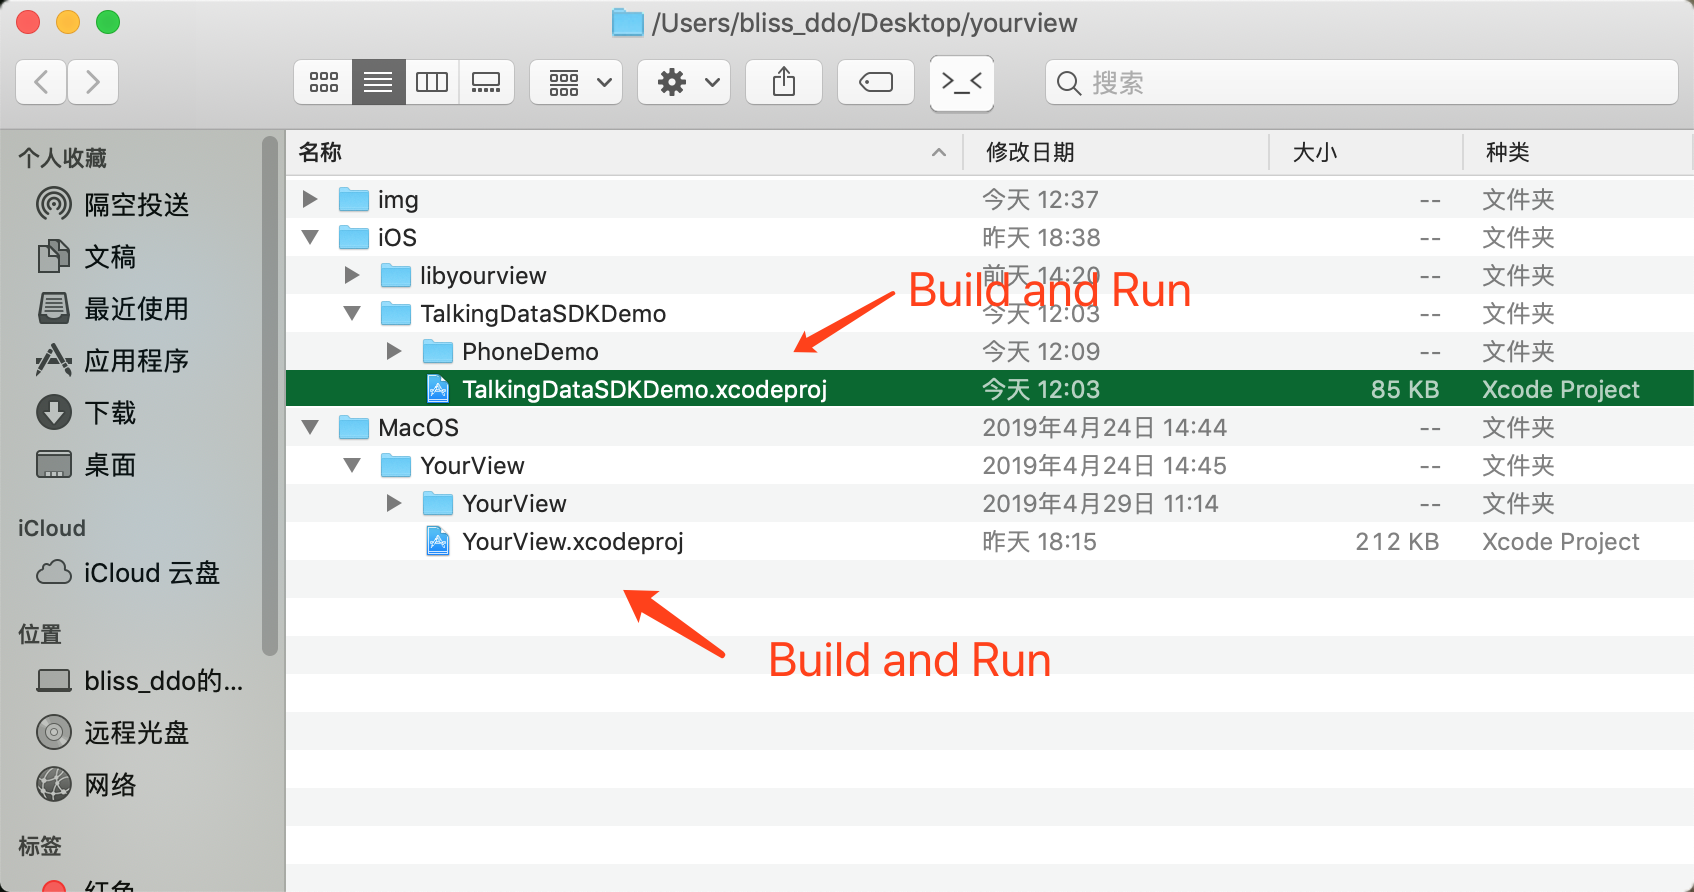 /Users/bliss_ddo/Desktop/yourview
>_<
搜索
个人收藏
隔空投送
文稿
最近使用
应用程序
下载
桌面
iCloud
iCloud 云盘
位置
bliss_ddo的...
远程光盘
网络
标签
红色
名称 修改日期 大小 种类
img 今天 12:37 -- 文件夹
iOS 昨天 18:38 -- 文件夹
libyourview 前天 14:20 -- 文件夹
Build and Run
TalkingDataSDKDemo 今天 12:03 -- 文件夹
PhoneDemo 今天 12:09 -- 文件夹
TalkingDataSDKDemo.xcodeproj 今天 12:03 85 KB Xcode Project
MacOS 2019年4月24日 14:44 -- 文件夹
YourView 2019年4月24日 14:45 -- 文件夹
YourView 2019年4月29日 11:14 -- 文件夹
YourView.xcodeproj 昨天 18:15 212 KB Xcode Project
Build and Run